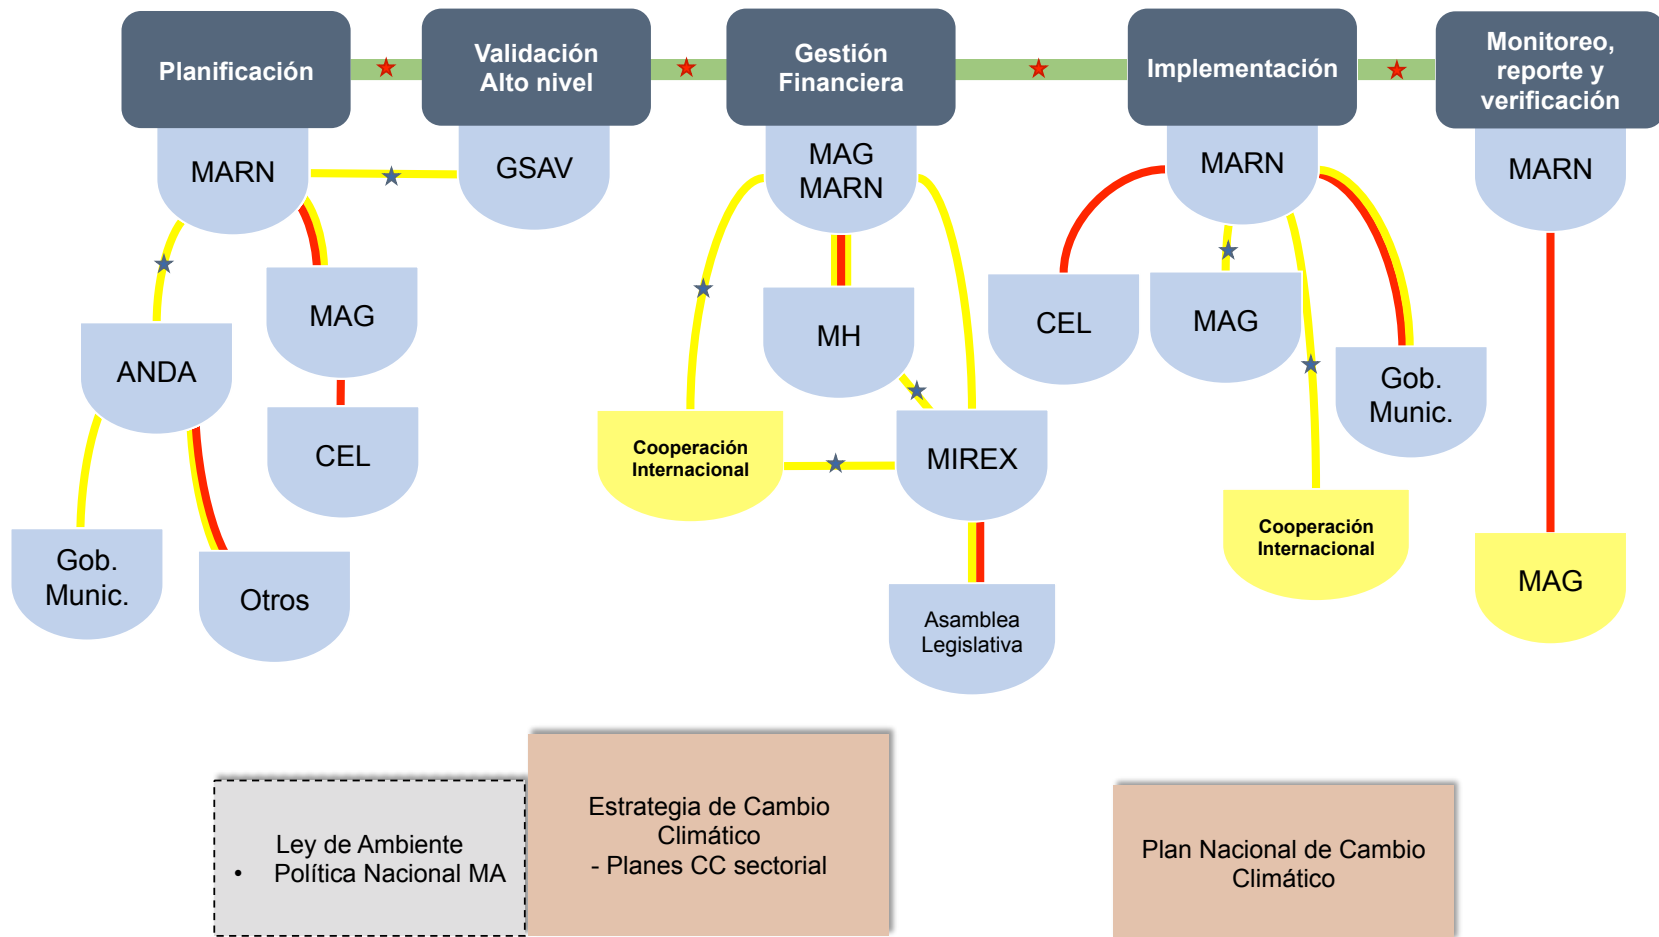 Planificación
Validación
Alto nivel
Gestión
Financiera
Implementación
Monitoreo,
reporte y
verificación
MARN
GSAV
MAG
MARN
MARN
MARN
MAG
ANDA
CEL
Gob.
Munic.
Otros
MH
Cooperación
Internacional
MIREX
Asamblea
Legislativa
CEL
MAG
Gob.
Munic.
Cooperación
Internacional
MAG
Ley de Ambiente
• Política Nacional MA
Estrategia de Cambio
Climático
- Planes CC sectorial
Plan Nacional de Cambio
Climático